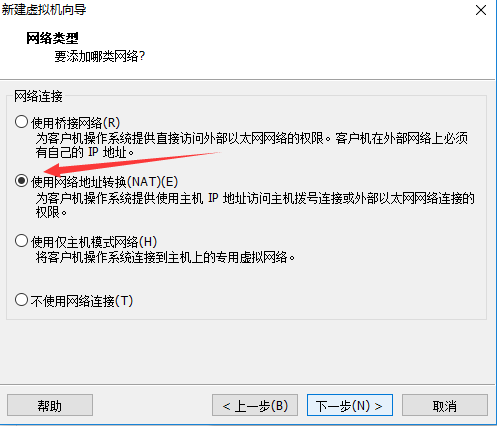 新建虚拟机向导
网络类型
要添加哪类网络?
网络连接
使用桥接网络(R)
为客户机操作系统提供直接访问外部以太网网络的权限。客户机在外部网络上必须
有自己的 IP 地址。
使用网络地址转换(NAT)(E)
为客户机操作系统提供使用主机 IP 地址访问主机拨号连接或外部以太网网络连接的
权限。
使用仅主机模式网络(H)
将客户机操作系统连接到主机上的专用虚拟网络。
不使用网络连接(T)
帮助
< 上一步(B)
下一步(N) >
取消